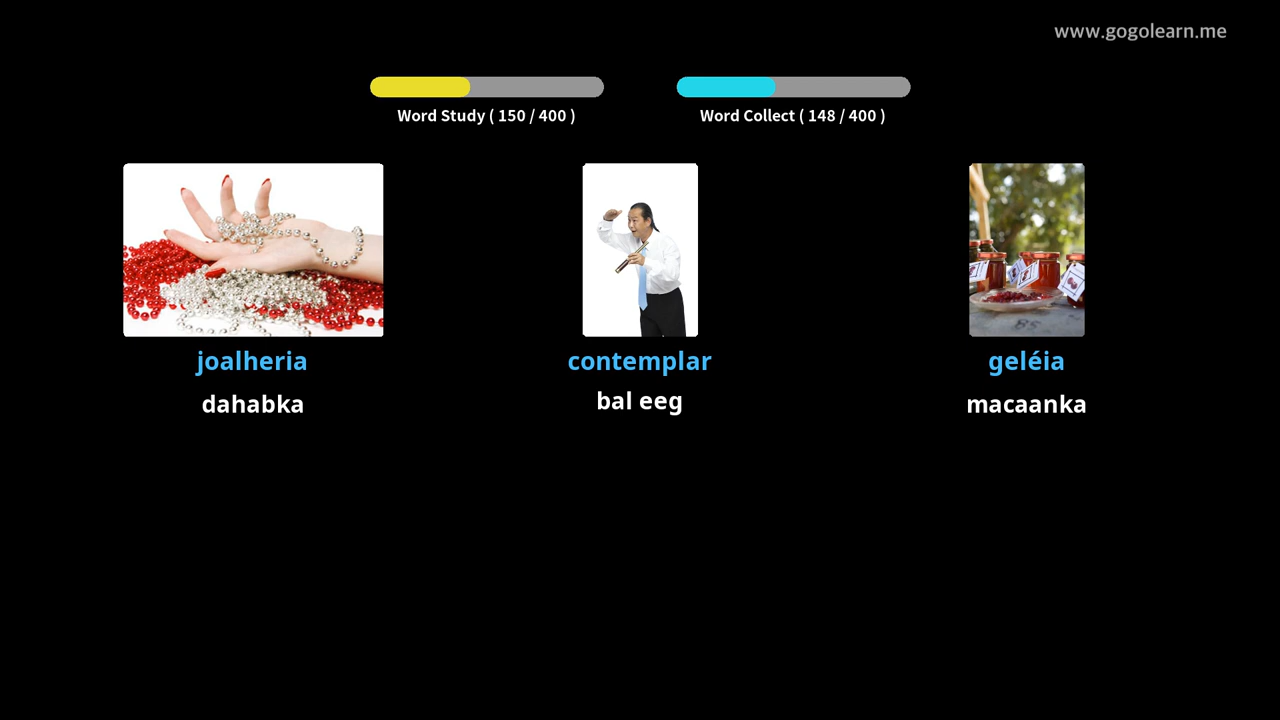 www.gogolearn.me
Word Study ( 150 / 400 )
Word Collect ( 148 / 400 )
joalheria
contemplar
geléia
dahabka
bal eeg
macaanka